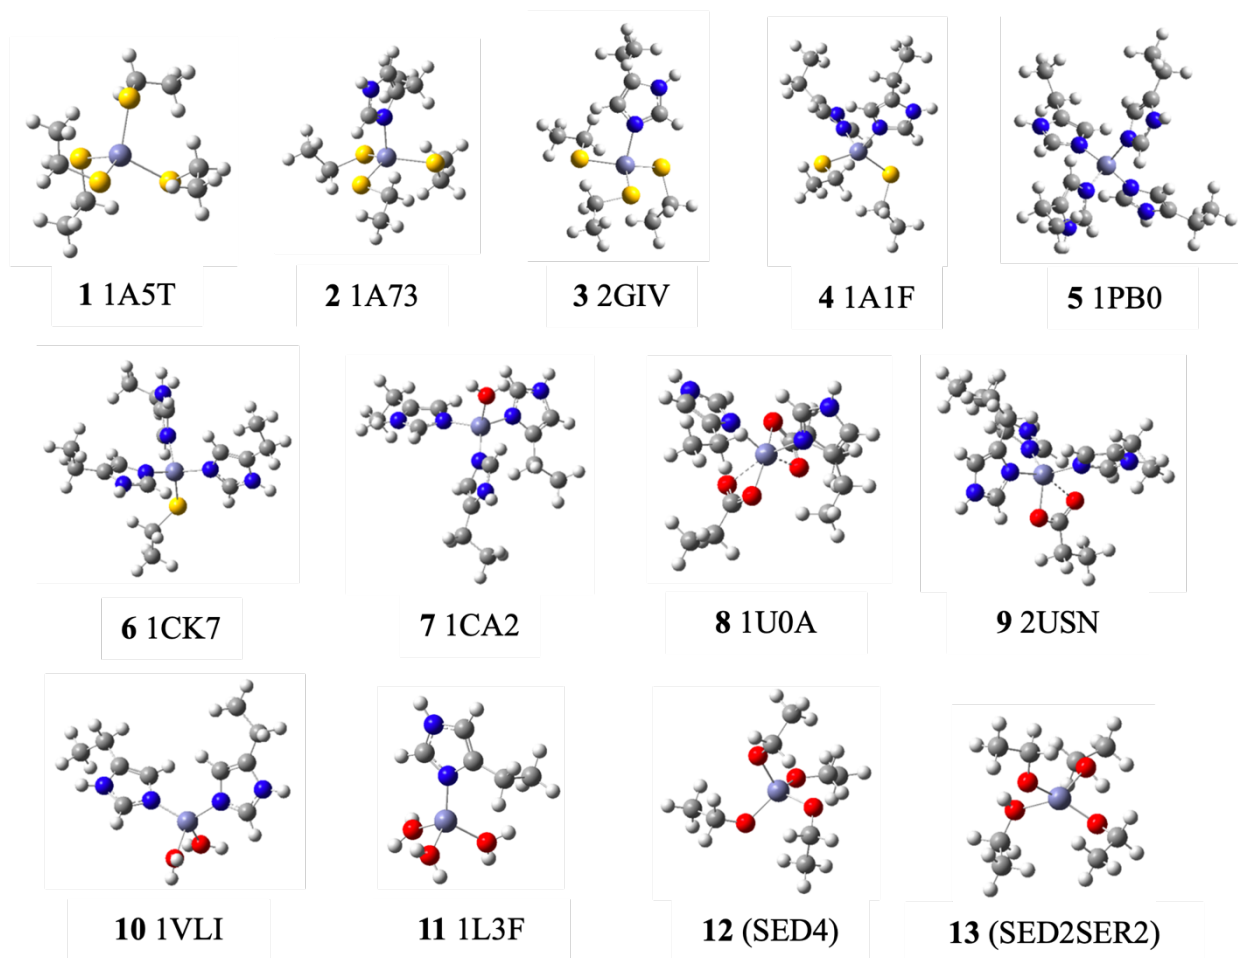 1 1A5T
2 1A73
3 2GIV
4 1A1F
5 1PB0
6 1CK7
7 1CA2
8 1U0A
9 2USN
10 1VLI
11 1L3F
12 (SED4)
13 (SED2SER2)